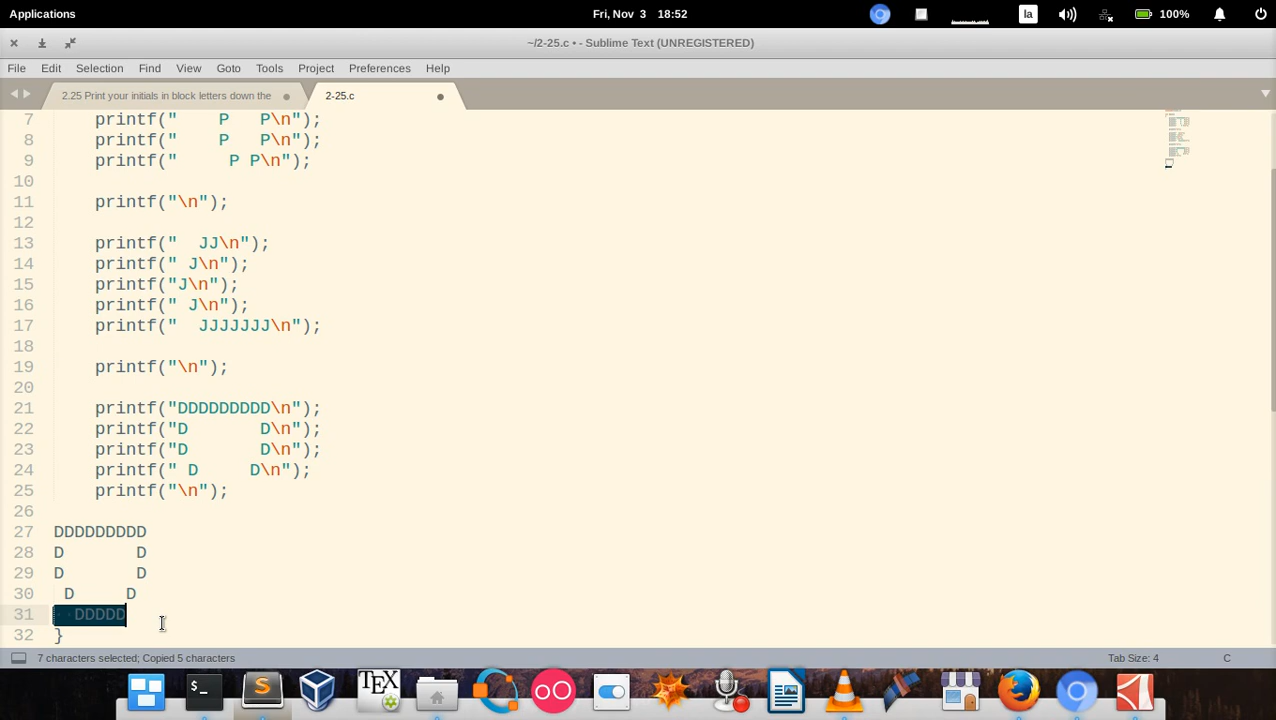 Applications
Fri, Nov 3 18:52
la
100%
~/2-25.c • - Sublime Text (UNREGISTERED)
File Edit Selection Find View Goto Tools Project Preferences Help
2.25 Print your initials in block letters down the
2-25.c
7     printf("    P   P\n");
8     printf("    P   P\n");
9     printf("     P P\n");
10
11     printf("\n");
12
13     printf("  JJ\n");
14     printf(" J\n");
15     printf("J\n");
16     printf(" J\n");
17     printf("  JJJJJJJ\n");
18
19     printf("\n");
20
21     printf("DDDDDDDDD\n");
22     printf("D       D\n");
23     printf("D       D\n");
24     printf(" D     D\n");
25     printf("\n");
26
27 DDDDDDDDD
28 D       D
29 D       D
30  D     D
31   DDDDD
32 }
7 characters selected; Copied 5 characters
Tab Size: 4
C
>_
S
TEX